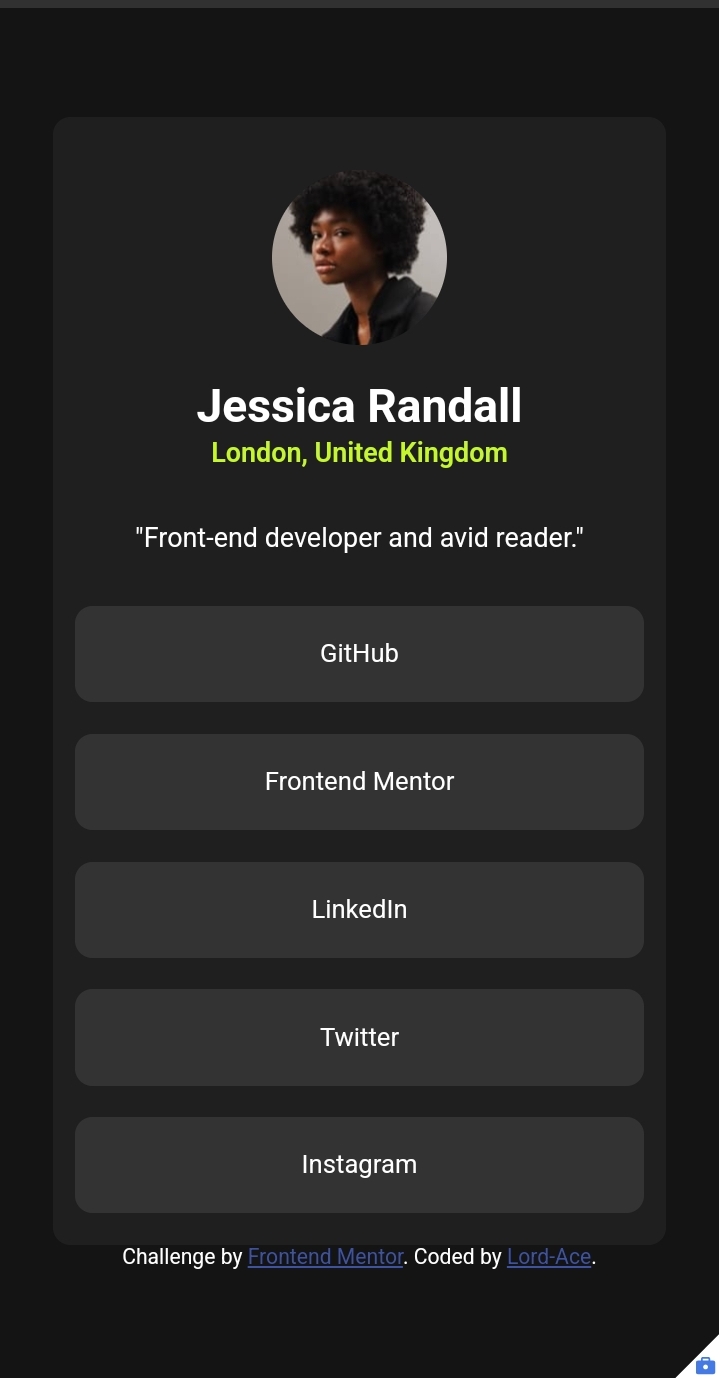 Jessica Randall
London, United Kingdom
"Front-end developer and avid reader."
GitHub
Frontend Mentor
LinkedIn
Twitter
Instagram
Challenge by Frontend Mentor. Coded by Lord-Ace.